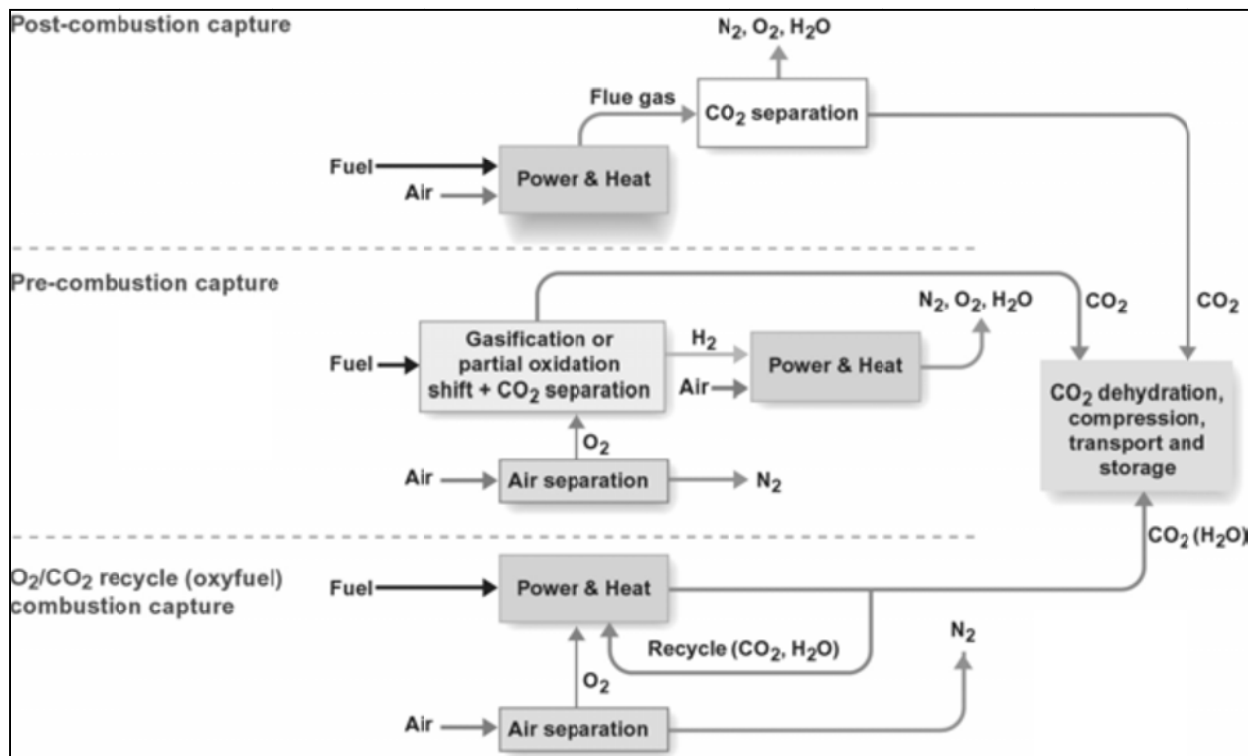 Post-combustion capture
N₂, O₂, H₂O
Flue gas
CO₂ separation
Fuel
Air
Power & Heat
Pre-combustion capture
N₂, O₂, H₂O
CO₂
CO₂
Fuel
Gasification or
partial oxidation
shift + CO₂ separation
H₂
Air
Power & Heat
CO₂ dehydration,
compression,
transport and
storage
O₂
Air
Air separation
N₂
CO₂ (H₂O)
O₂/CO₂ recycle (oxyfuel)
combustion capture
Fuel
Power & Heat
Recycle (CO₂, H₂O)
N₂
O₂
Air
Air separation